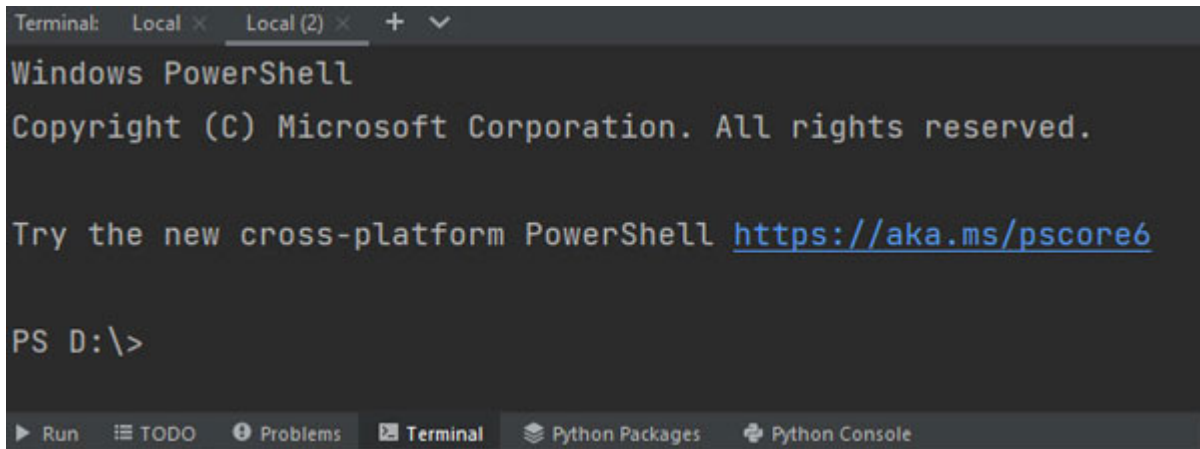 Terminal: Local × Local (2) × +
Windows PowerShell
Copyright (C) Microsoft Corporation. All rights reserved.
Try the new cross-platform PowerShell https://aka.ms/pscore6
PS D:\>
Run TODO Problems Terminal Python Packages Python Console